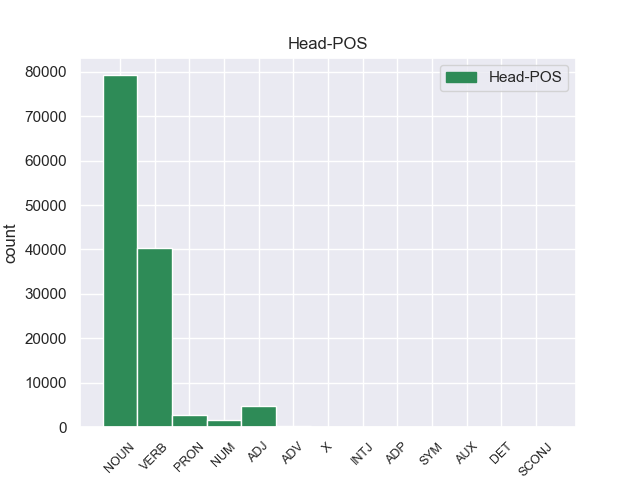 Head-POS
Head-POS
count
80000
70000
60000
50000
40000
30000
20000
10000
0
NOUN VERB PRON NUM ADJ ADV X INTJ ADP SYM AUX DET SCONJ